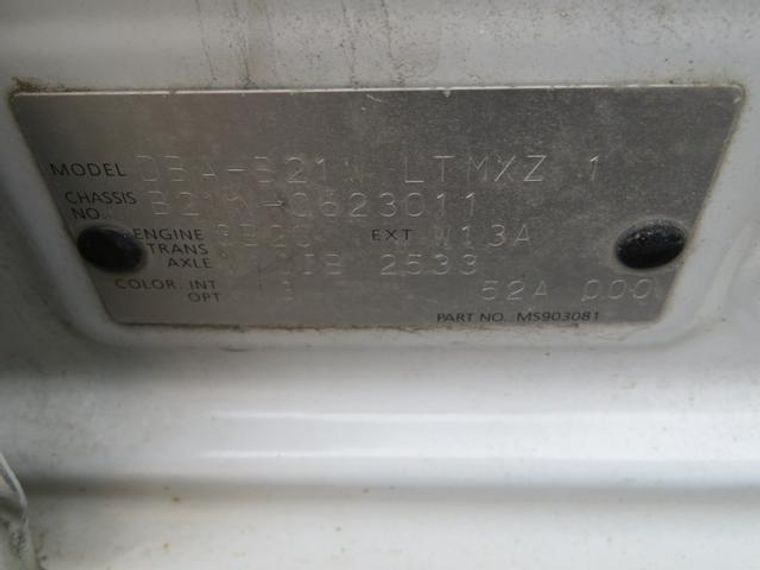 MODEL DBA-B21W LTMXZ 1
CHASSIS NO. B21W-0623011
ENGINE 3B20 EXT W13A
TRANS AXLE 2533
COLOR. INT OPT 52A 000
PART NO. MS903081